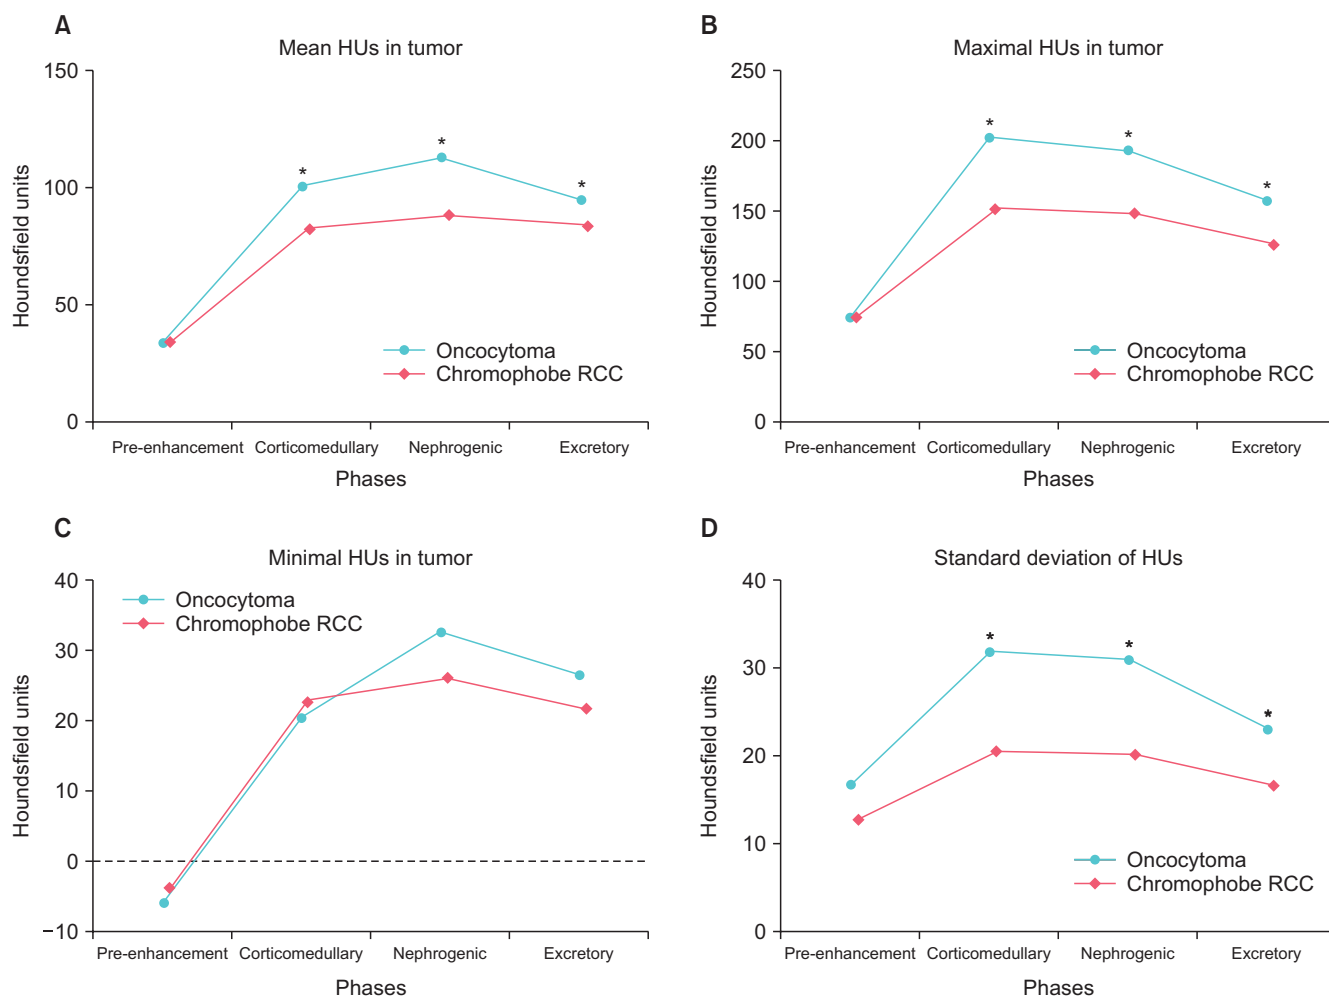 A
Mean HUs in tumor
150
100
50
0
Houndsfield units
*
*
*
Oncocytoma
Chromophobe RCC
Pre-enhancement Corticomedullary Nephrogenic Excretory
Phases
B
Maximal HUs in tumor
250
200
150
100
50
0
Houndsfield units
*
*
*
Oncocytoma
Chromophobe RCC
Pre-enhancement Corticomedullary Nephrogenic Excretory
Phases
C
Minimal HUs in tumor
40
30
20
10
0
−10
Houndsfield units
Oncocytoma
Chromophobe RCC
Pre-enhancement Corticomedullary Nephrogenic Excretory
Phases
D
Standard deviation of HUs
40
30
20
10
0
Houndsfield units
*
*
*
Oncocytoma
Chromophobe RCC
Pre-enhancement Corticomedullary Nephrogenic Excretory
Phases